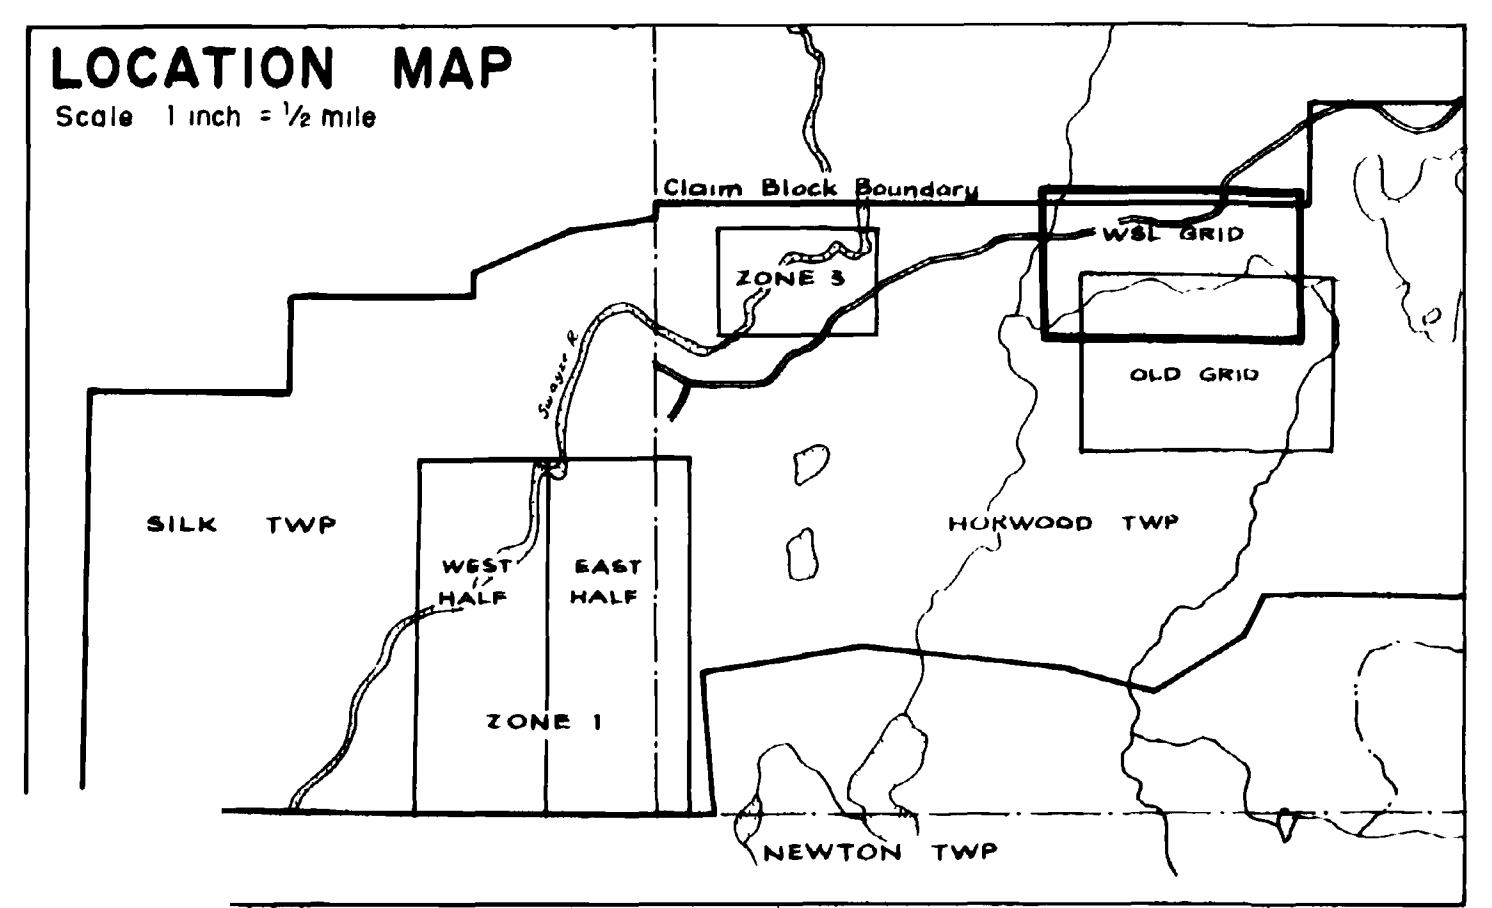 LOCATION MAP
Scale 1 inch = 1/2 mile
Claim Block Boundary
WSL GRID
ZONE 3
Swayze R.
OLD GRID
SILK TWP
HORWOOD TWP
WEST HALF
EAST HALF
ZONE 1
NEWTON TWP